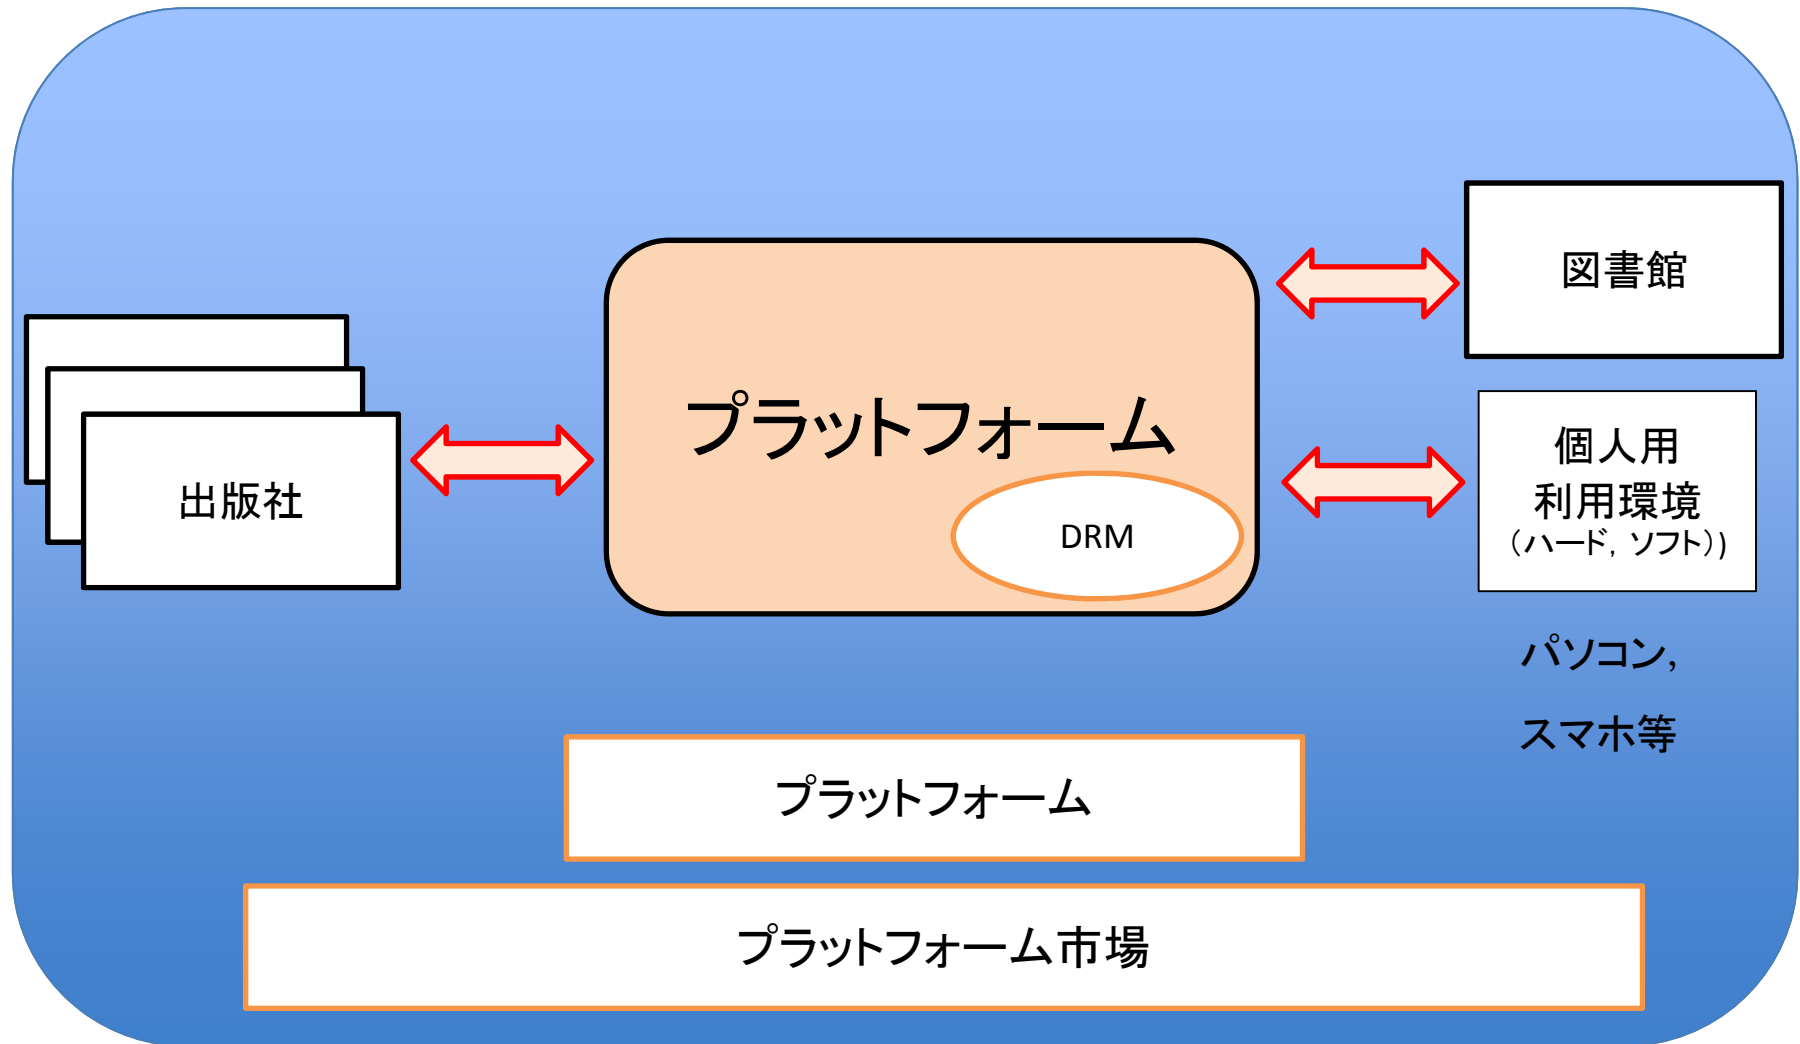 図書館
プラットフォーム
個人用
利用環境
（ハード，ソフト）)
出版社
DRM
パソコン，
スマホ等
プラットフォーム
プラットフォーム市場